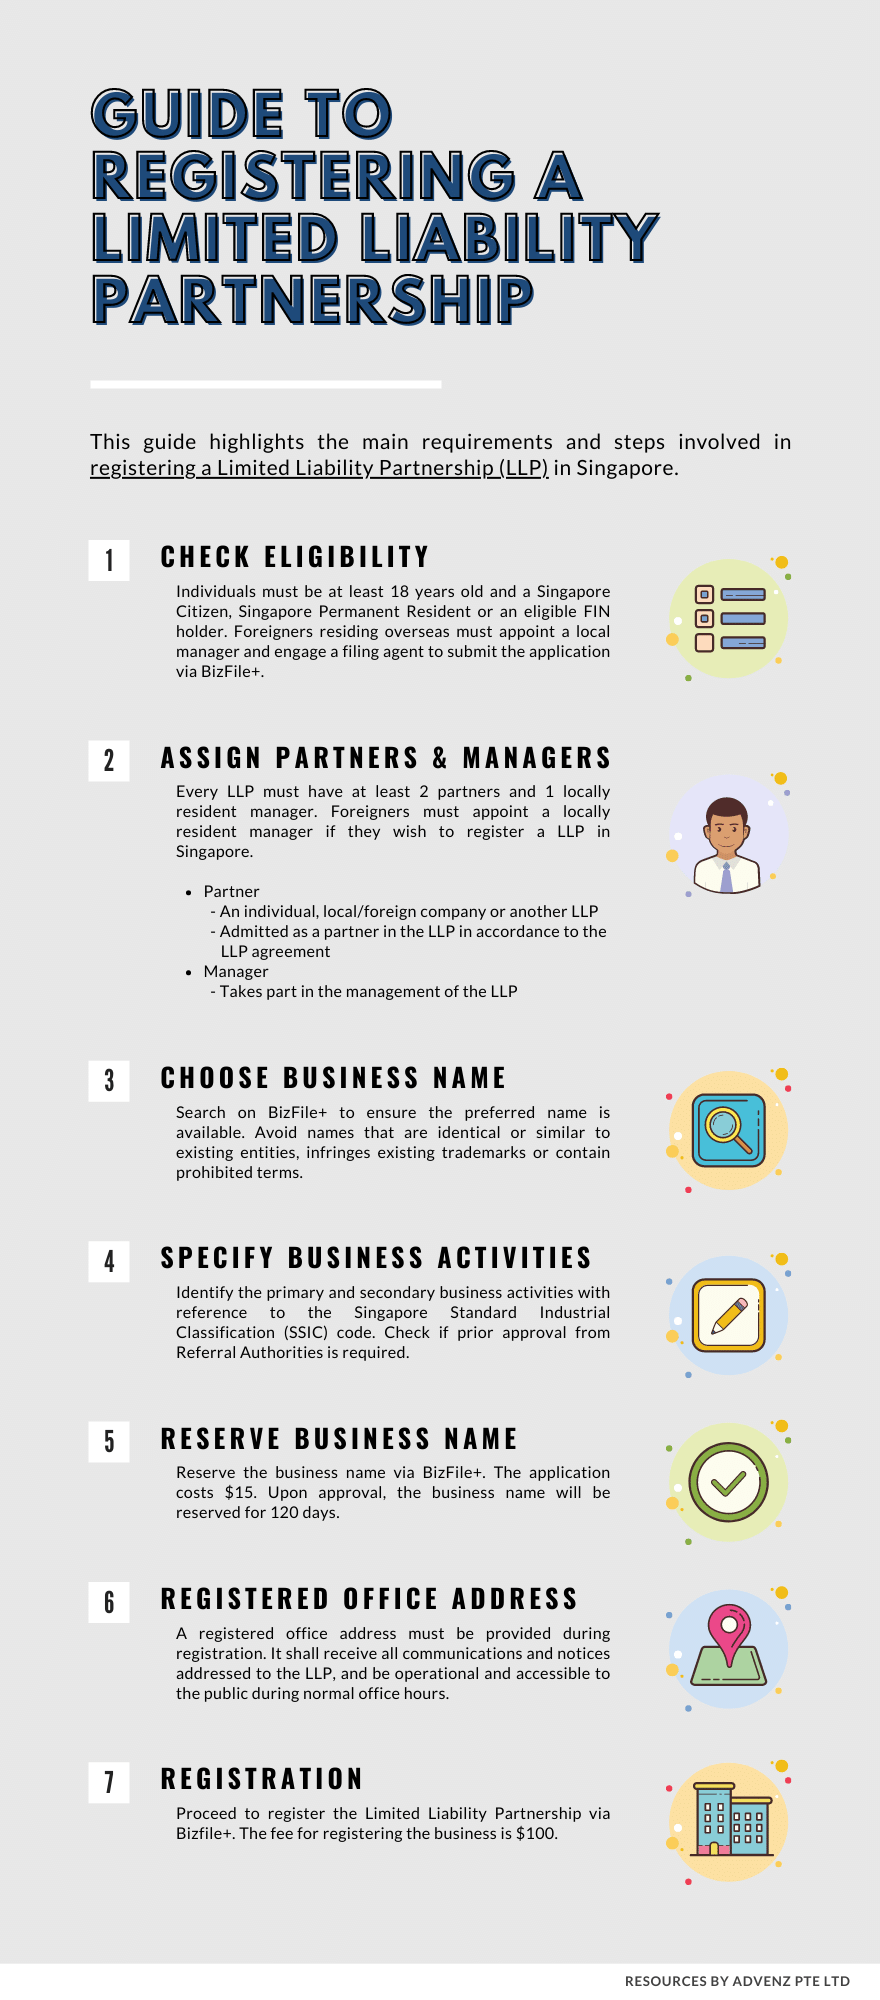 GUIDE TO
REGISTERING A
LIMITED LIABILITY
PARTNERSHIP
This guide highlights the main requirements and steps involved in
registering a Limited Liability Partnership (LLP) in Singapore.
1
CHECK ELIGIBILITY
Individuals must be at least 18 years old and a Singapore
Citizen, Singapore Permanent Resident or an eligible FIN
holder. Foreigners residing overseas must appoint a local
manager and engage a filing agent to submit the application
via BizFile+.
2
ASSIGN PARTNERS & MANAGERS
Every LLP must have at least 2 partners and 1 locally
resident manager. Foreigners must appoint a locally
resident manager if they wish to register a LLP in
Singapore.
• Partner
- An individual, local/foreign company or another LLP
- Admitted as a partner in the LLP in accordance to the
LLP agreement
• Manager
- Takes part in the management of the LLP
3
CHOOSE BUSINESS NAME
Search on BizFile+ to ensure the preferred name is
available. Avoid names that are identical or similar to
existing entities, infringes existing trademarks or contain
prohibited terms.
4
SPECIFY BUSINESS ACTIVITIES
Identify the primary and secondary business activities with
reference to the Singapore Standard Industrial
Classification (SSIC) code. Check if prior approval from
Referral Authorities is required.
5
RESERVE BUSINESS NAME
Reserve the business name via BizFile+. The application
costs $15. Upon approval, the business name will be
reserved for 120 days.
6
REGISTERED OFFICE ADDRESS
A registered office address must be provided during
registration. It shall receive all communications and notices
addressed to the LLP, and be operational and accessible to
the public during normal office hours.
7
REGISTRATION
Proceed to register the Limited Liability Partnership via
Bizfile+. The fee for registering the business is $100.
RESOURCES BY ADVENZ PTE LTD